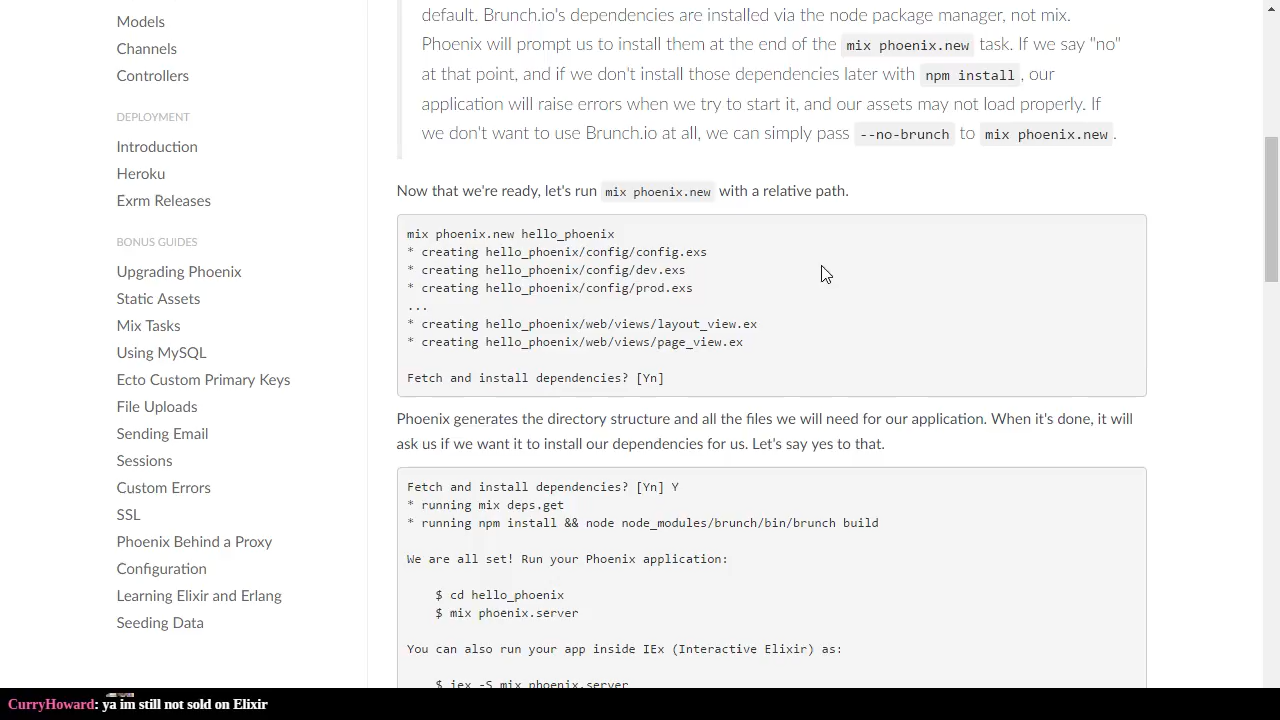 Models
Channels
Controllers
DEPLOYMENT
Introduction
Heroku
Exrm Releases
BONUS GUIDES
Upgrading Phoenix
Static Assets
Mix Tasks
Using MySQL
Ecto Custom Primary Keys
File Uploads
Sending Email
Sessions
Custom Errors
SSL
Phoenix Behind a Proxy
Configuration
Learning Elixir and Erlang
Seeding Data
default. Brunch.io's dependencies are installed via the node package manager, not mix.
Phoenix will prompt us to install them at the end of the mix phoenix.new task. If we say "no"
at that point, and if we don't install those dependencies later with npm install, our
application will raise errors when we try to start it, and our assets may not load properly. If
we don't want to use Brunch.io at all, we can simply pass --no-brunch to mix phoenix.new.
Now that we're ready, let's run mix phoenix.new with a relative path.
mix phoenix.new hello_phoenix
* creating hello_phoenix/config/config.exs
* creating hello_phoenix/config/dev.exs
* creating hello_phoenix/config/prod.exs
...
* creating hello_phoenix/web/views/layout_view.ex
* creating hello_phoenix/web/views/page_view.ex
Fetch and install dependencies? [Yn]
Phoenix generates the directory structure and all the files we will need for our application. When it's done, it will
ask us if we want it to install our dependencies for us. Let's say yes to that.
Fetch and install dependencies? [Yn] Y
* running mix deps.get
* running npm install && node node_modules/brunch/bin/brunch build
We are all set! Run your Phoenix application:
$ cd hello_phoenix
$ mix phoenix.server
You can also run your app inside IEx (Interactive Elixir) as:
$ iex -S mix phoenix.server
CurryHoward: ya im still not sold on Elixir